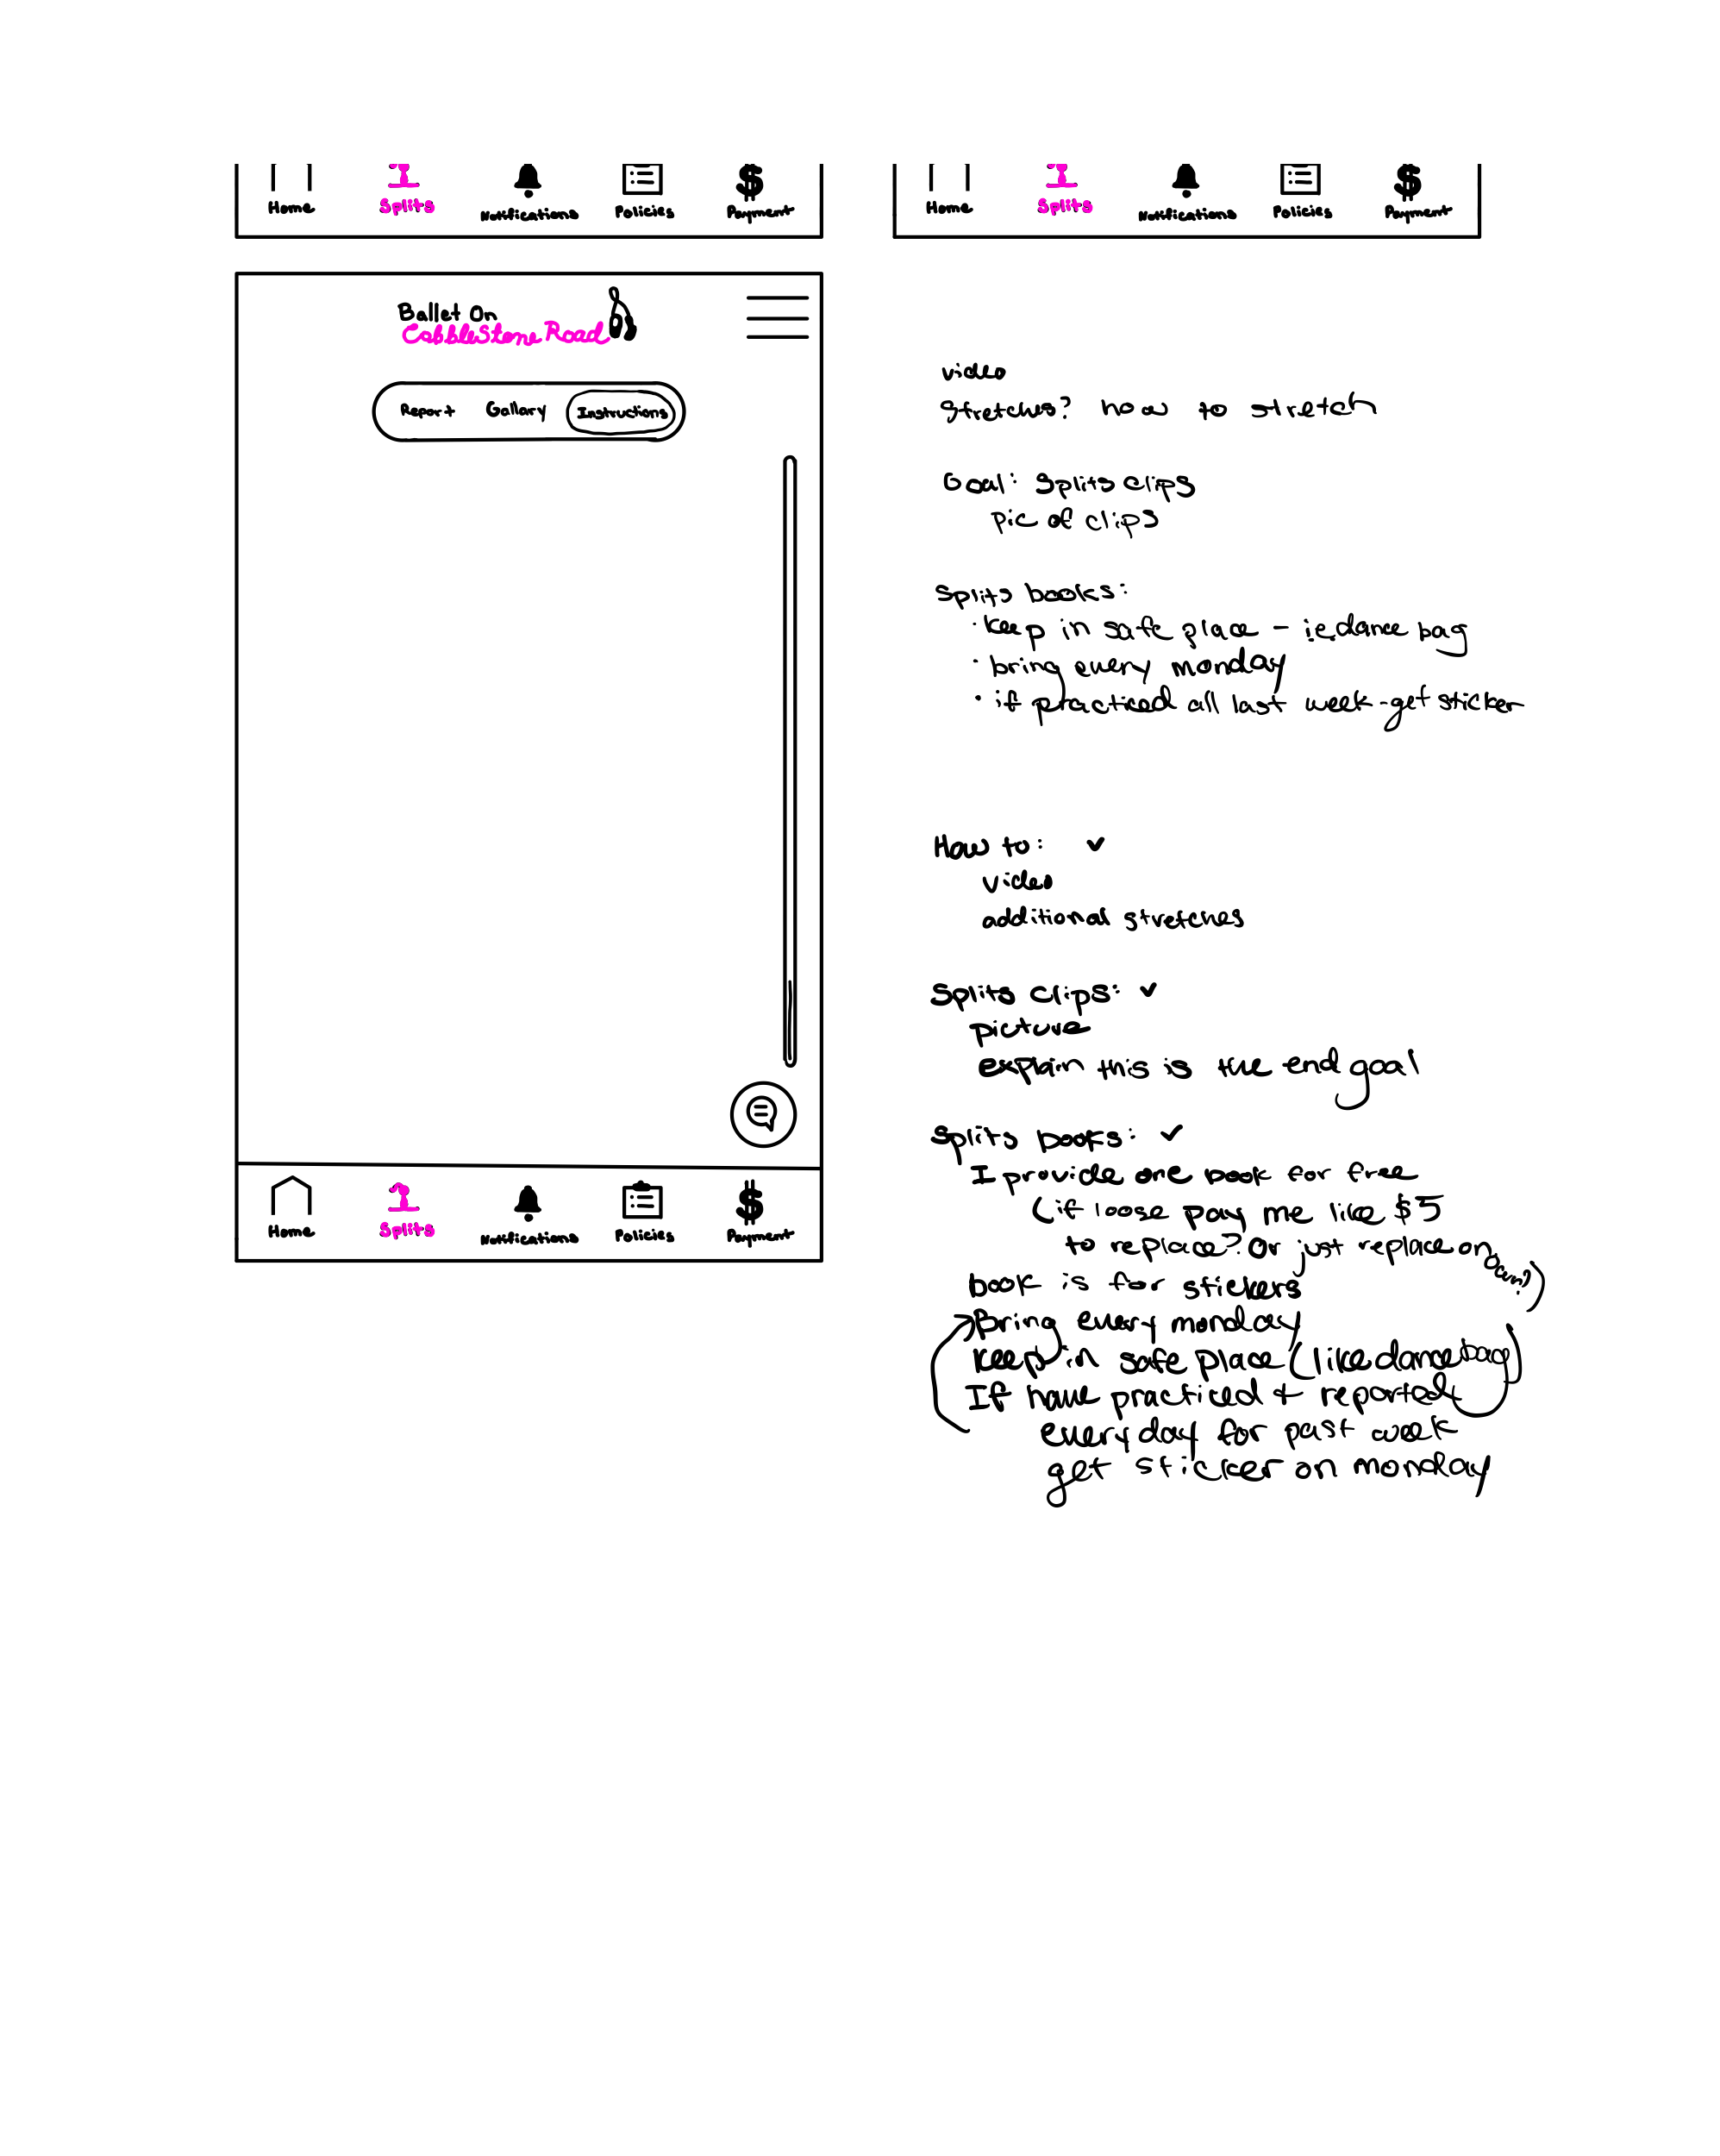 Home Splits Notifications Policies Payment
Home Splits Notifications Policies Payment
Ballet On
CobbleStone Road
Report Gallary Instructions
Home Splits Notifications Policies Payment
video
Stretches? how to stretch
Goal: Splits clips
Pic of clips
Splits books:
· keep in safe place - i.e. dance bag
· bring every monday
· if practiced all last week - get sticker
How to: ✓
video
additional stretches
Splits Clips: ✓
picture
explain this is the end goal
Splits books: ✓
I provide one book for free
(if loose pay me like $5
to replace? Or just replace on own?)
book is for stickers
Bring every monday
keep in safe place (like dance bag)
If have practiced + reported
every day for past week
get sticker on monday